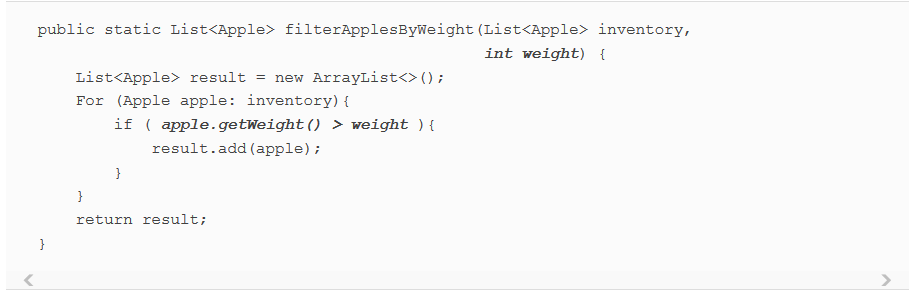 public static List<Apple> filterApplesByWeight(List<Apple> inventory,
int weight) {
List<Apple> result = new ArrayList<>();
For (Apple apple: inventory){
if ( apple.getWeight() > weight ){
result.add(apple);
}
}
return result;
}